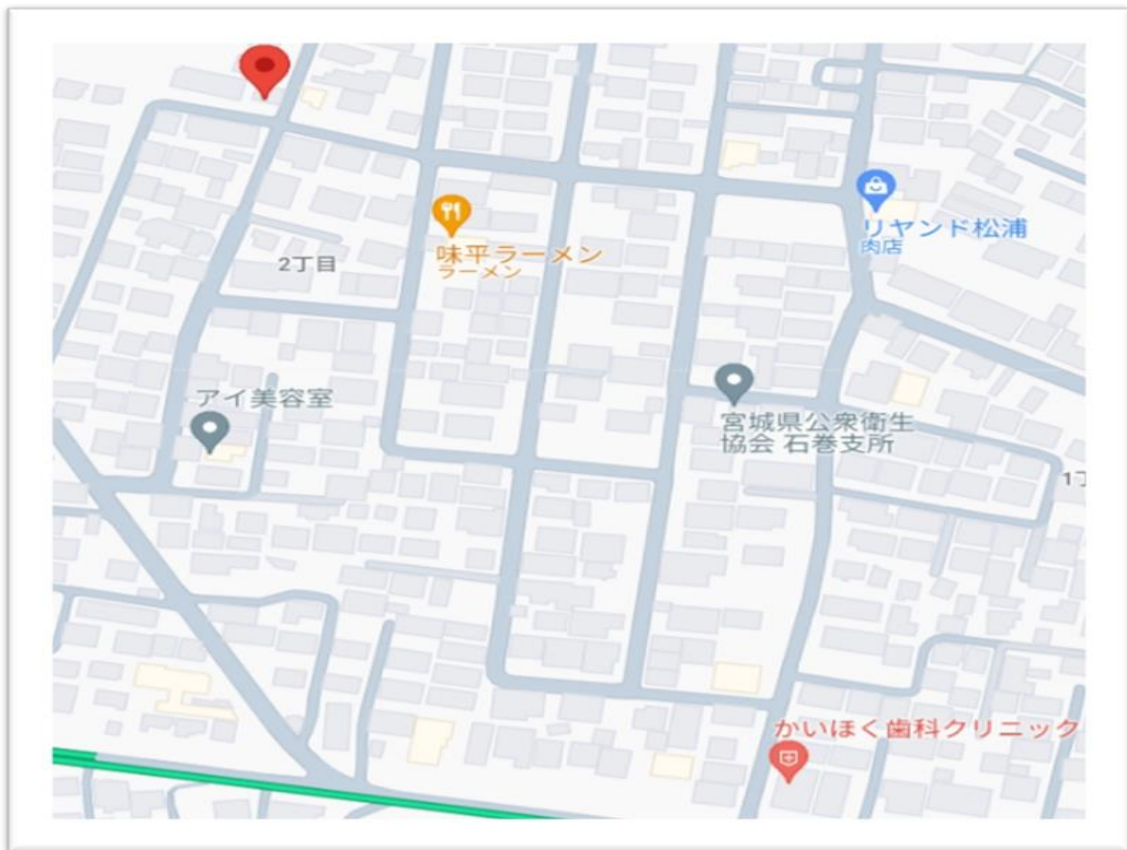 リヤンド松浦
肉店
味平ラーメン
ラーメン
2丁目
アイ美容室
宮城県公衆衛生
協会 石巻支所
かいほく歯科クリニック